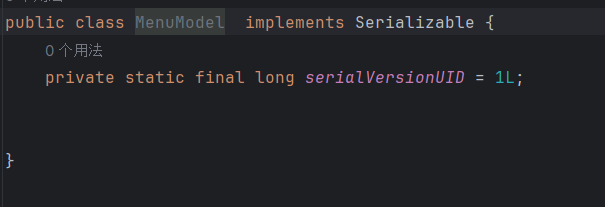 public class MenuModel  implements Serializable {
0 个用法
private static final long serialVersionUID = 1L;
}